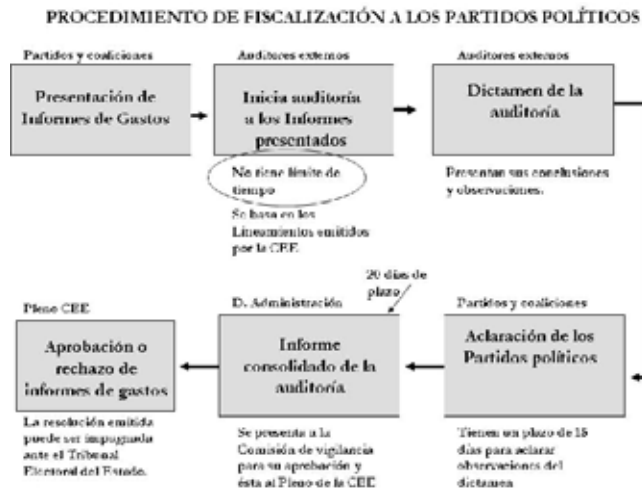 PROCEDIMIENTO DE FISCALIZACIÓN A LOS PARTIDOS POLÍTICOS
Partidos y coaliciones
Presentación de
Informes de Gastos
Auditores externos
Inicia auditoría
a los Informes
presentados
No tiene límite de
tiempo
Se basa en los
Lineamientos emitidos
por la CEE
Auditores externos
Dictamen de la
auditoría
Presentan sus conclusiones
y observaciones.
Pleno CEE
Aprobación o
rechazo de
informes de gastos
La resolución emitida
puede ser impugnada
ante el Tribunal
Electoral del Estado.
D. Administración
20 días de
plazo
Informe
consolidado de la
auditoría
Se presenta a la
Comisión de vigilancia
para su aprobación y
ésta al Pleno de la CEE
Partidos y coaliciones
Aclaración de los
Partidos políticos
Tienen un plazo de 15
días para aclarar
observaciones del
dictamen